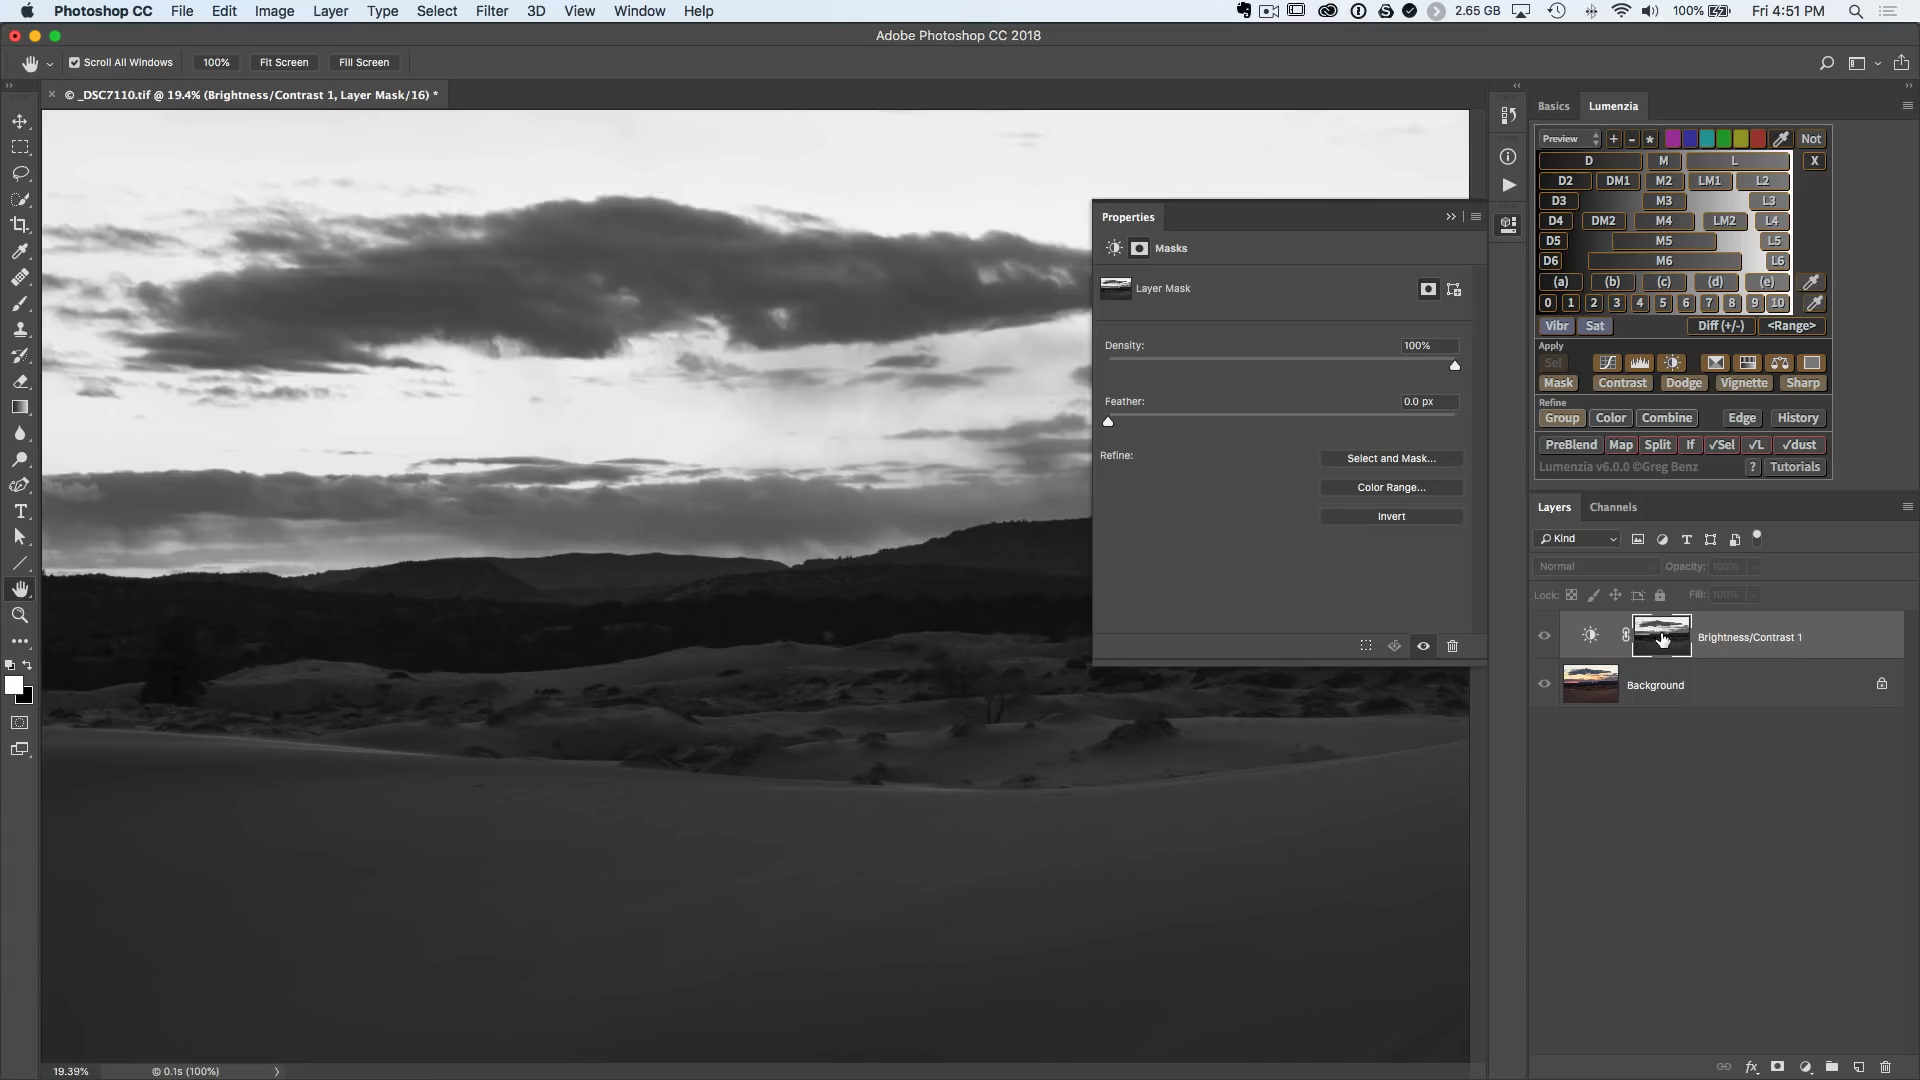 Photoshop CC File Edit Image Layer Type Select Filter 3D View Window Help 2.65 GB 100% Fri 4:51 PM
Adobe Photoshop CC 2018
Scroll All Windows 100% Fit Screen Fill Screen
© _DSC7110.tif @ 19.4% (Brightness/Contrast 1, Layer Mask/16) *
Properties
Masks
Layer Mask
Density: 100%
Feather: 0.0 px
Refine: Select and Mask...
Color Range...
Invert
Basics Lumenzia
Preview + - * Not
D M L X
D2 DM1 M2 LM1 L2
D3 M3 L3
D4 DM2 M4 LM2 L4
D5 M5 L5
D6 M6 L6
(a) (b) (c) (d) (e)
0 1 2 3 4 5 6 7 8 9 10
Vibr Sat Diff (+/-) <Range>
Apply
Sel
Mask Contrast Dodge Vignette Sharp
Refine
Group Color Combine Edge History
PreBlend Map Split If √Sel √L √dust
Lumenzia v6.0.0 ©Greg Benz ? Tutorials
Layers Channels
Kind
Normal Opacity: 100%
Lock: Fill: 100%
Brightness/Contrast 1
Background
19.39% © 0.1s (100%)